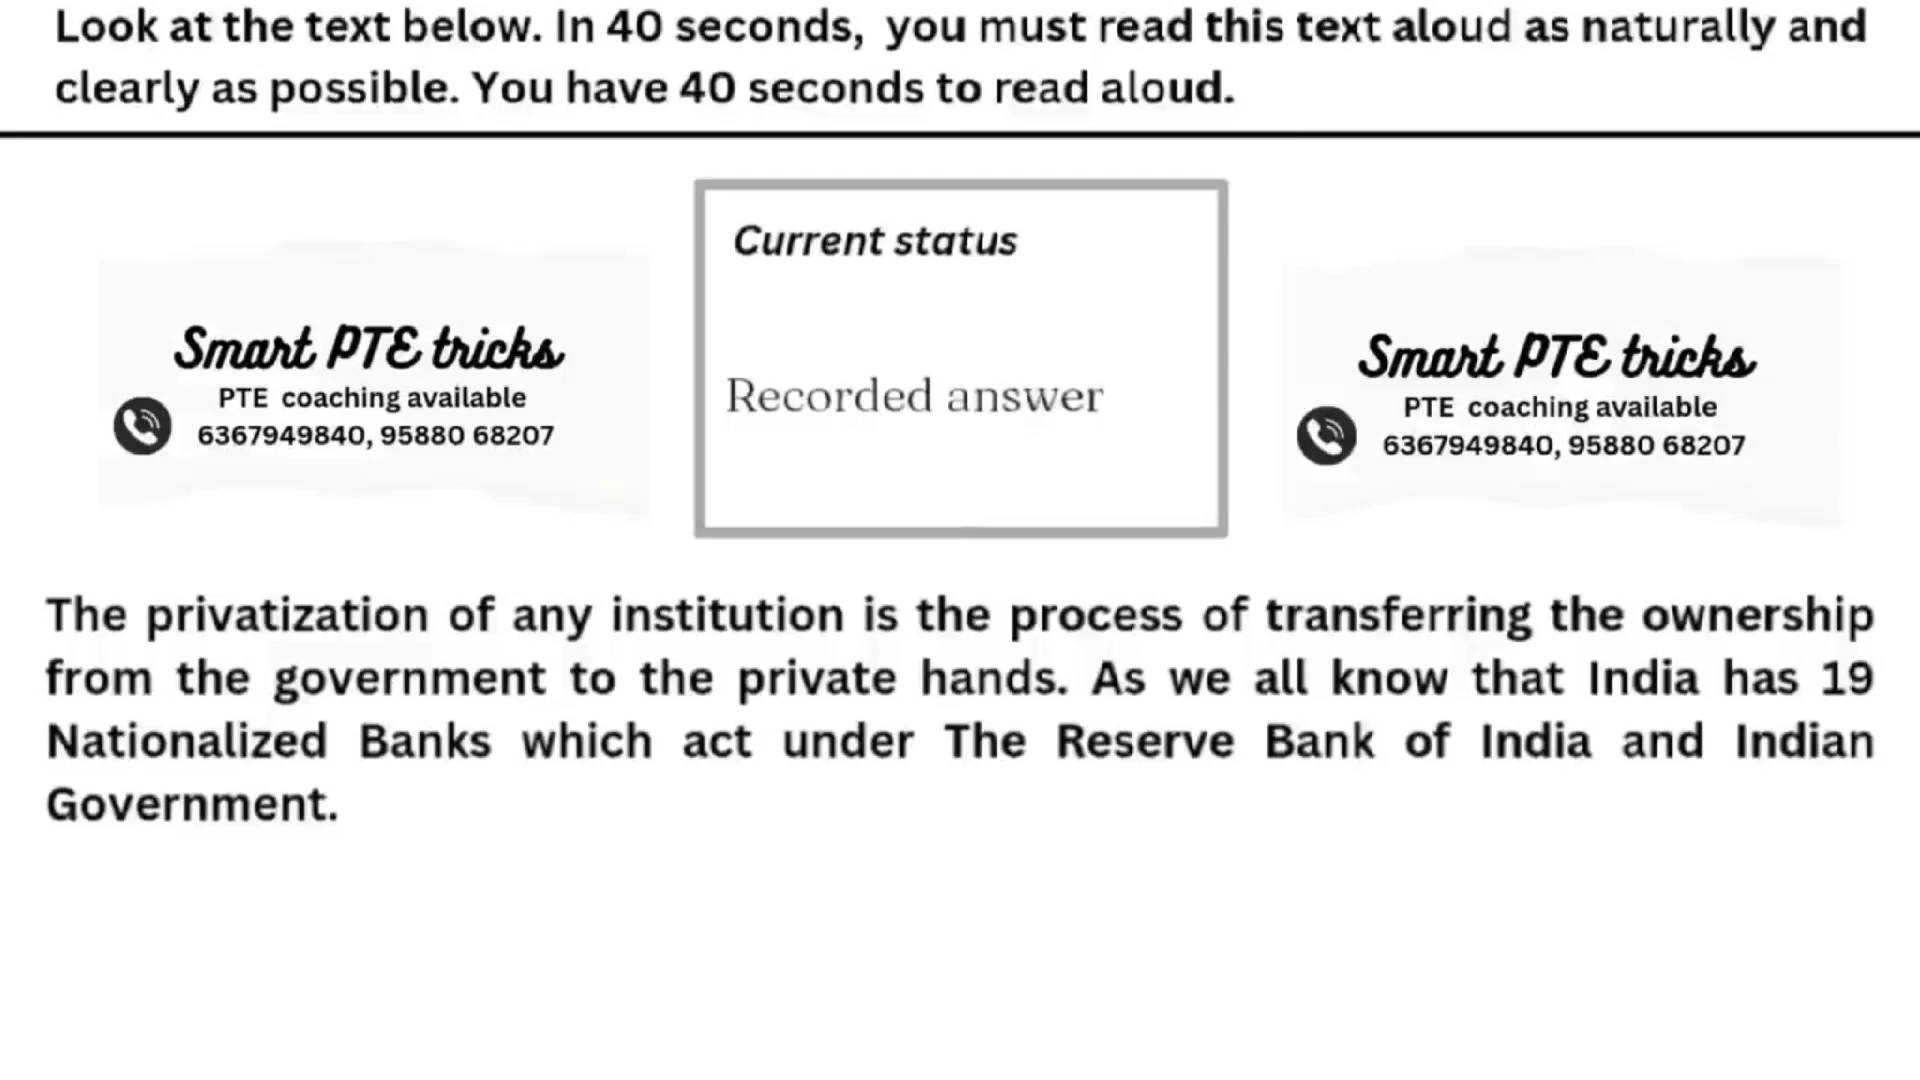 Look at the text below. In 40 seconds, you must read this text aloud as naturally and
clearly as possible. You have 40 seconds to read aloud.
Current status
Recorded answer
Smart PTE tricks
PTE coaching available
6367949840, 95880 68207
Smart PTE tricks
PTE coaching available
6367949840, 95880 68207
The privatization of any institution is the process of transferring the ownership
from the government to the private hands. As we all know that India has 19
Nationalized Banks which act under The Reserve Bank of India and Indian
Government.